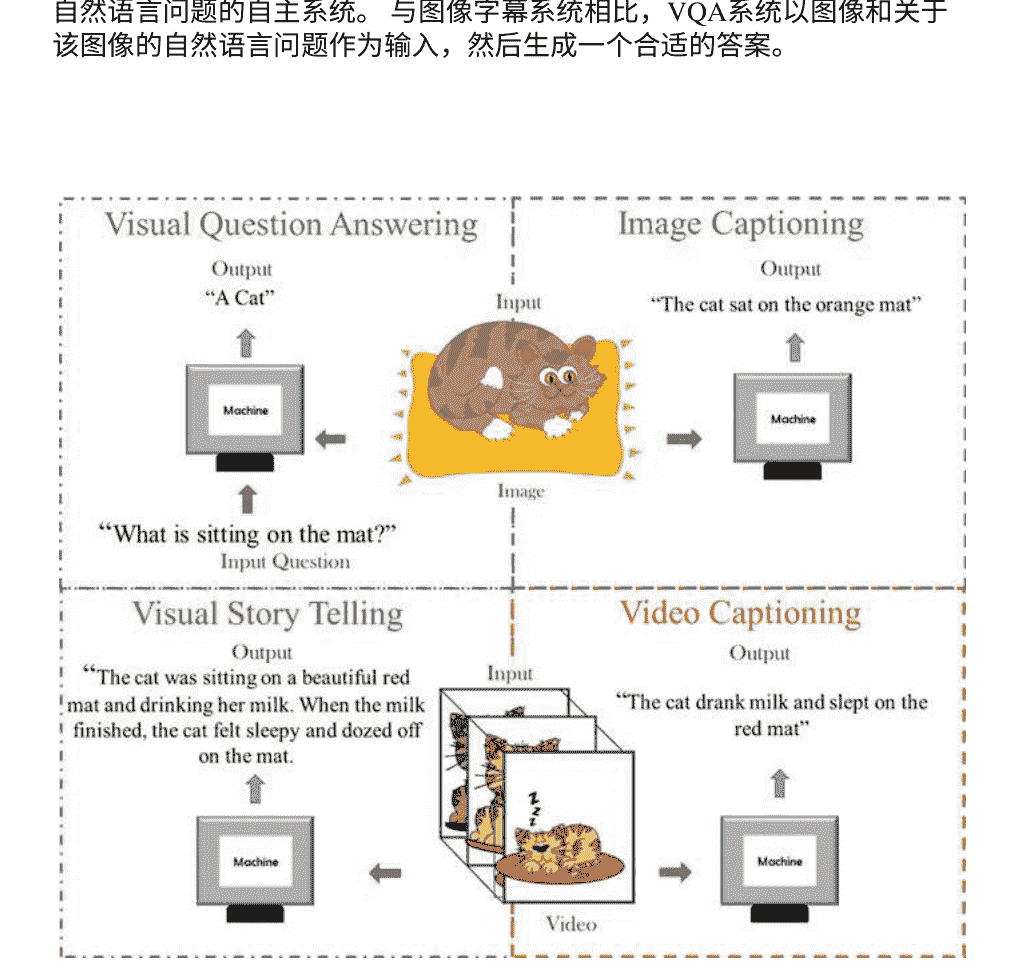 自然语言问题的自主系统。 与图像字幕系统相比，VQA系统以图像和关于
该图像的自然语言问题作为输入，然后生成一个合适的答案。
Visual Question Answering
Output
“A Cat”
Machine
“What is sitting on the mat?”
Input Question
Input
Image
Image Captioning
Output
“The cat sat on the orange mat”
Machine
Visual Story Telling
Output
“The cat was sitting on a beautiful red
mat and drinking her milk. When the milk
finished, the cat felt sleepy and dozed off
on the mat.
Machine
Input
z
z
z
Video
Video Captioning
Output
“The cat drank milk and slept on the
red mat”
Machine